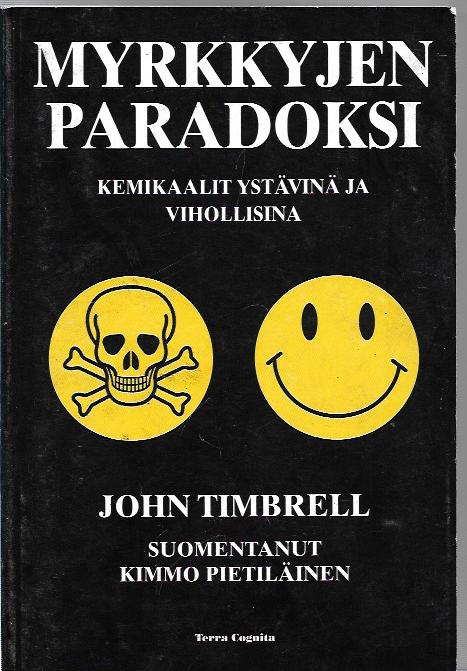 MYRKKYJEN
PARADOKSI
KEMIKAALIT YSTÄVINÄ JA
VIHOLLISINA
JOHN TIMBRELL
SUOMENTANUT
KIMMO PIETILÄINEN
Terra Cognita